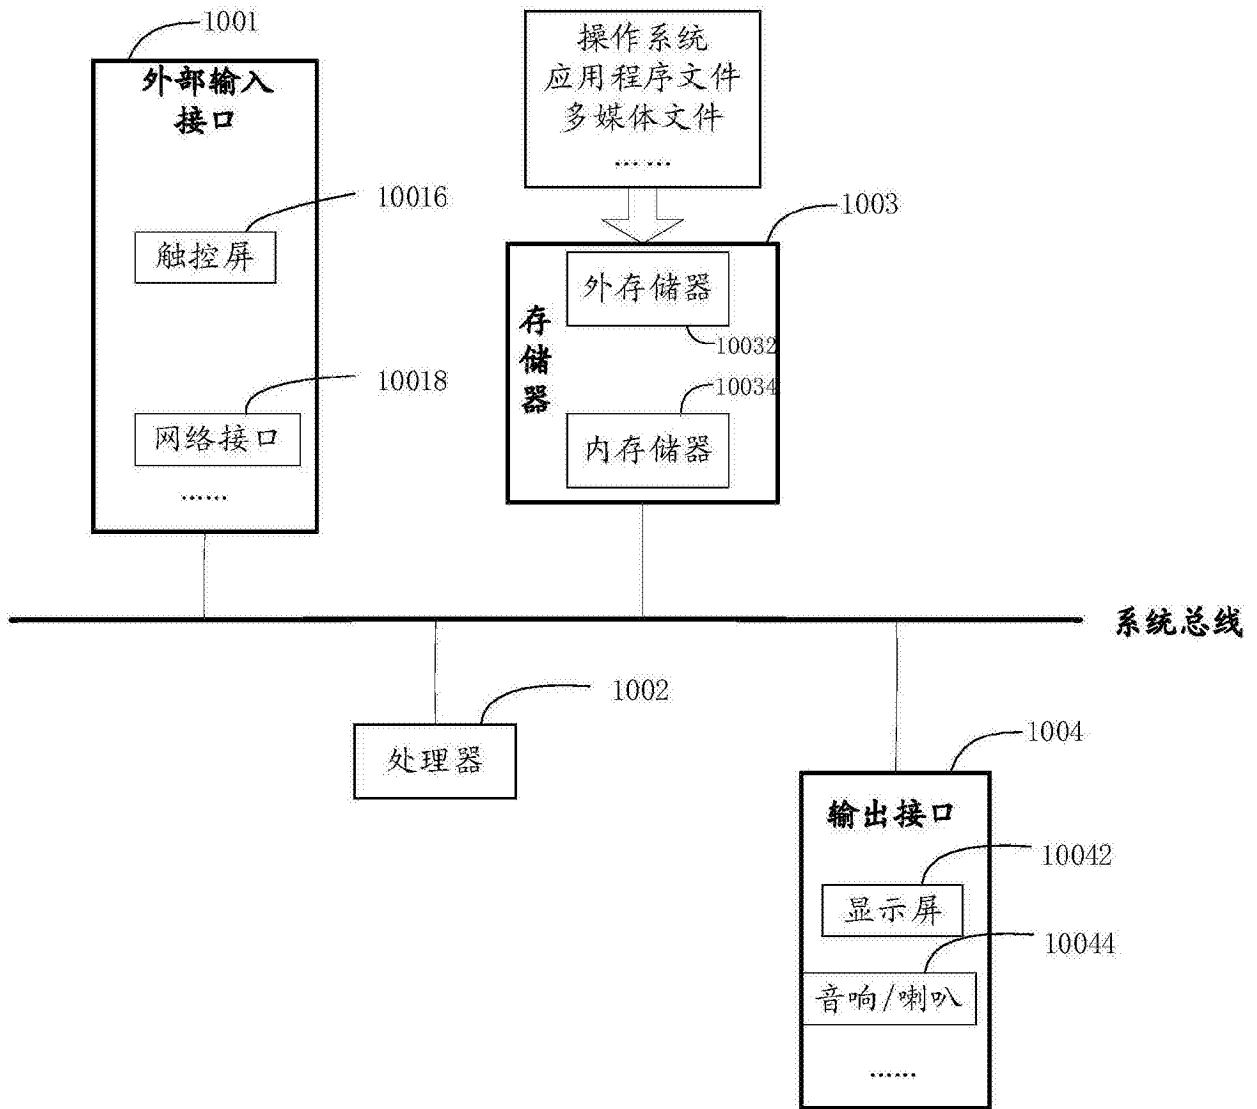 1001
外部输入
接口
10016
触控屏
10018
网络接口
……
操作系统
应用程序文件
多媒体文件
……
1003
存储器
外存储器
10032
10034
内存储器
系统总线
1002
处理器
1004
输出接口
10042
显示屏
10044
音响/喇叭
……